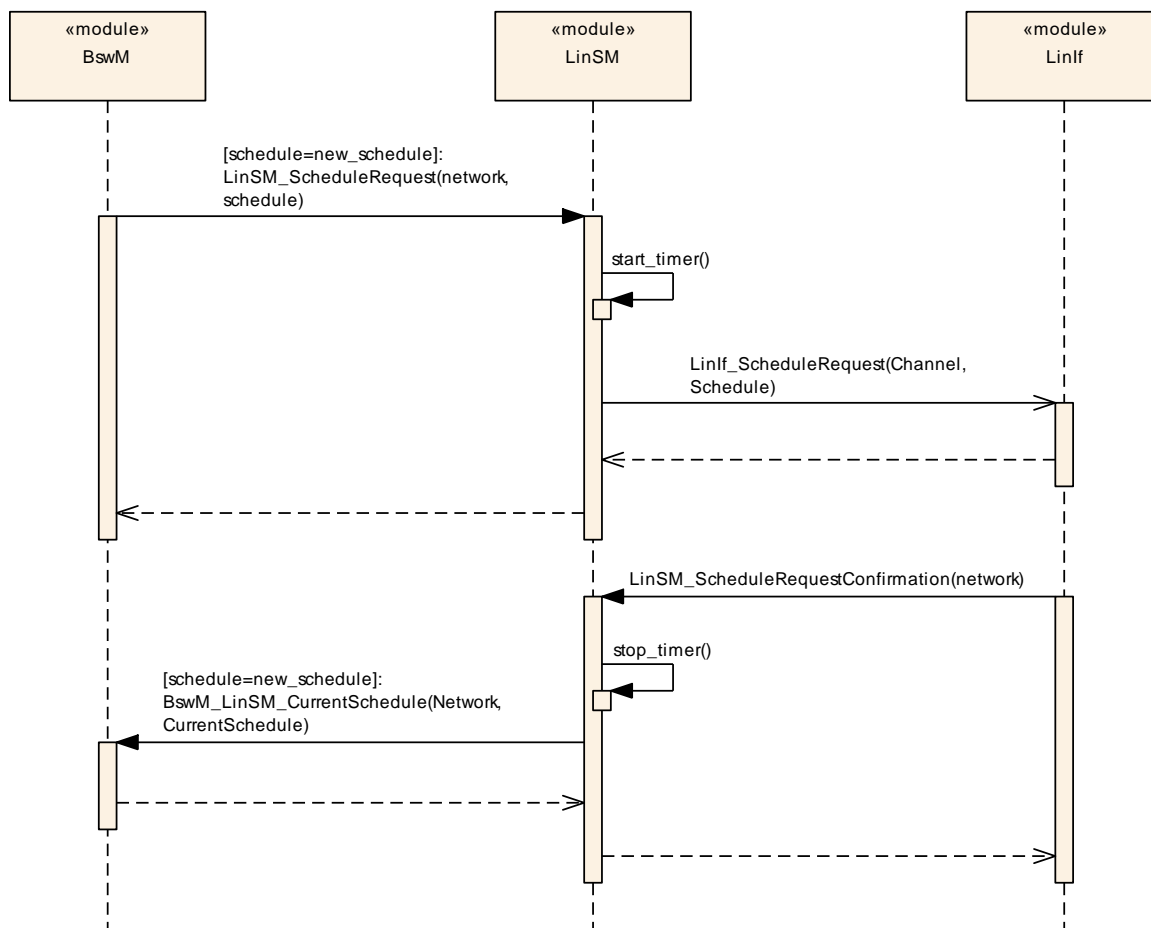 «module»
BswM
«module»
LinSM
«module»
LinIf
[schedule=new_schedule]:
LinSM_ScheduleRequest(network,
schedule)
start_timer()
LinIf_ScheduleRequest(Channel,
Schedule)
LinSM_ScheduleRequestConfirmation(network)
stop_timer()
[schedule=new_schedule]:
BswM_LinSM_CurrentSchedule(Network,
CurrentSchedule)